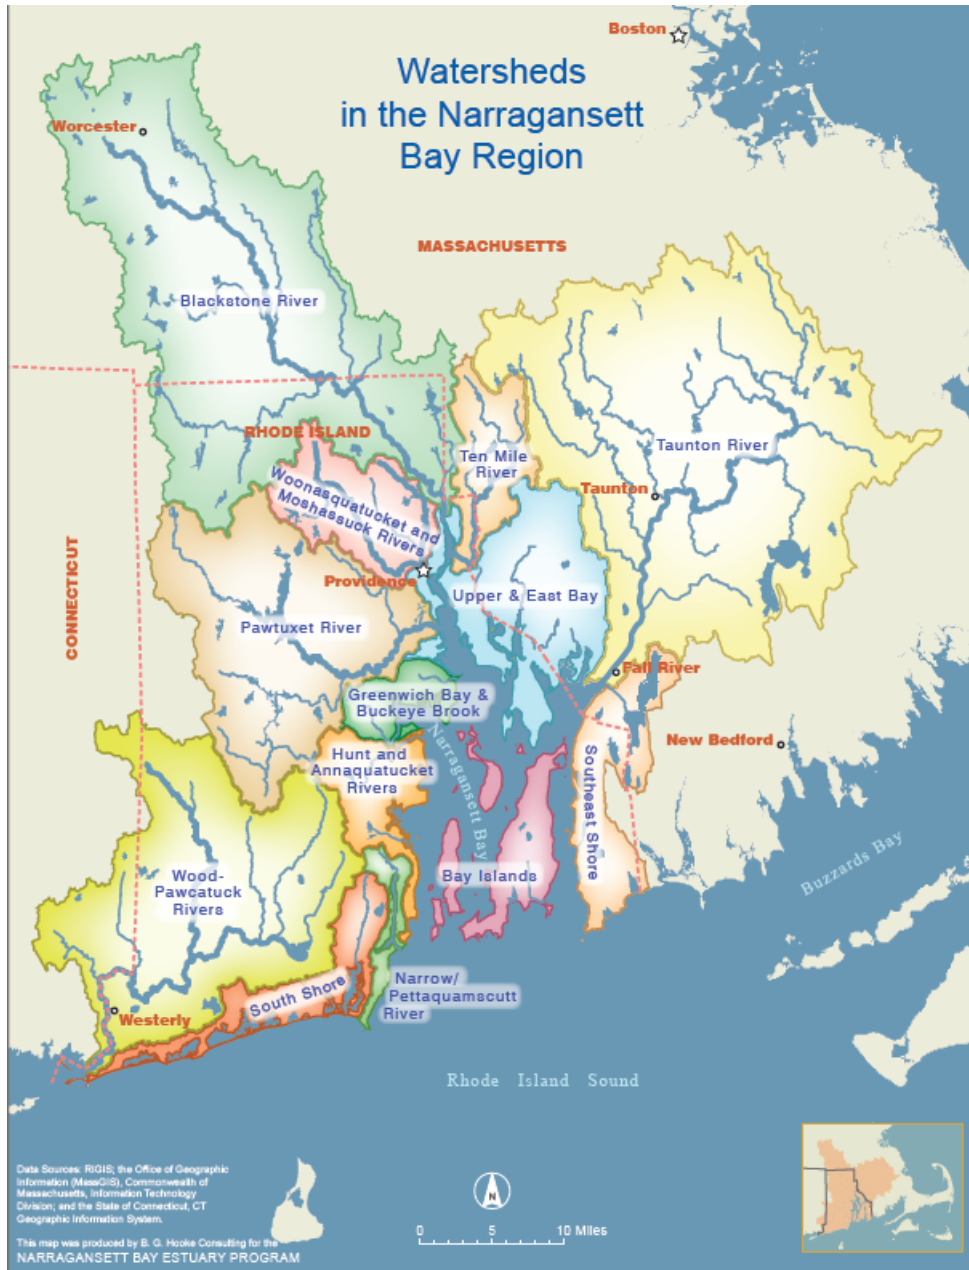 Boston
Watersheds
in the Narragansett
Bay Region
Worcester
MASSACHUSETTS
Blackstone River
RHODE ISLAND
Ten Mile
River
Taunton River
Woonasquatucket and
Moshassuck Rivers
Taunton
CONNECTICUT
Providence
Upper & East Bay
Pawtuxet River
Fall River
Greenwich Bay &
Buckeye Brook
New Bedford
Hunt and
Annaquatucket
Rivers
Narragansett Bay
Southeast Shore
Buzzards Bay
Wood-
Pawcatuck
Rivers
Bay Islands
South Shore
Narrow/
Pettaquamscutt
River
Westerly
Rhode Island Sound
Data Sources: RIGIS; the Office of Geographic
Information (MassGIS), Commonwealth of
Massachusetts, Information Technology
Division; and the State of Connecticut, CT
Geographic Information System.
This map was produced by B. G. Hooke Consulting for the
NARRAGANSETT BAY ESTUARY PROGRAM
N
0 5 10 Miles